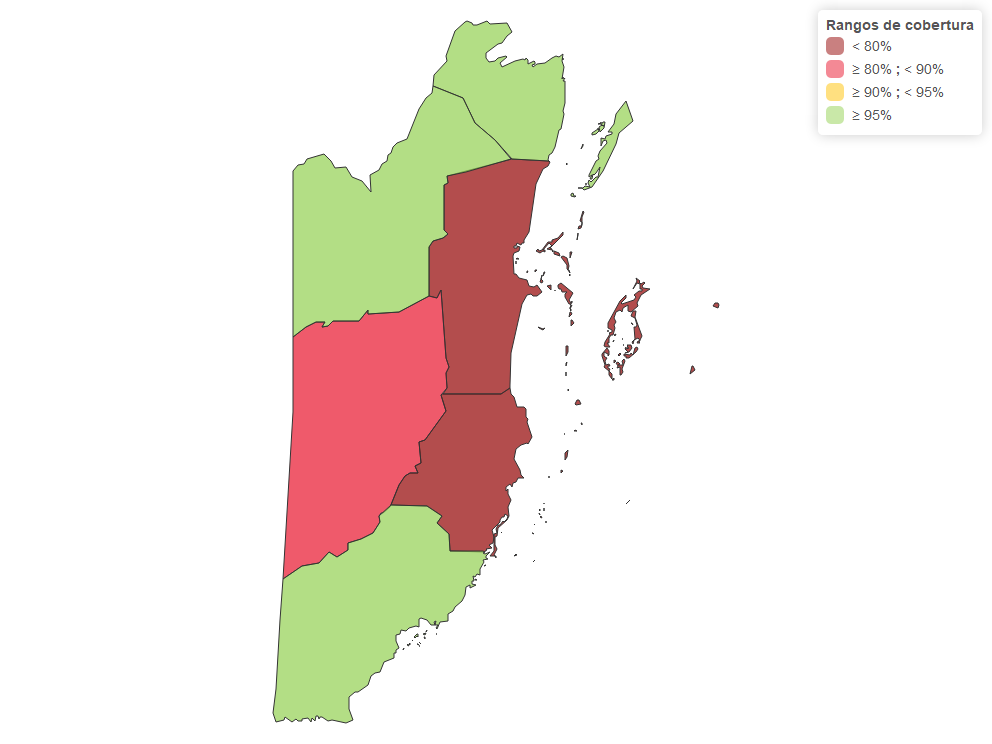 Rangos de cobertura
< 80%
≥ 80% ; < 90%
≥ 90% ; < 95%
≥ 95%